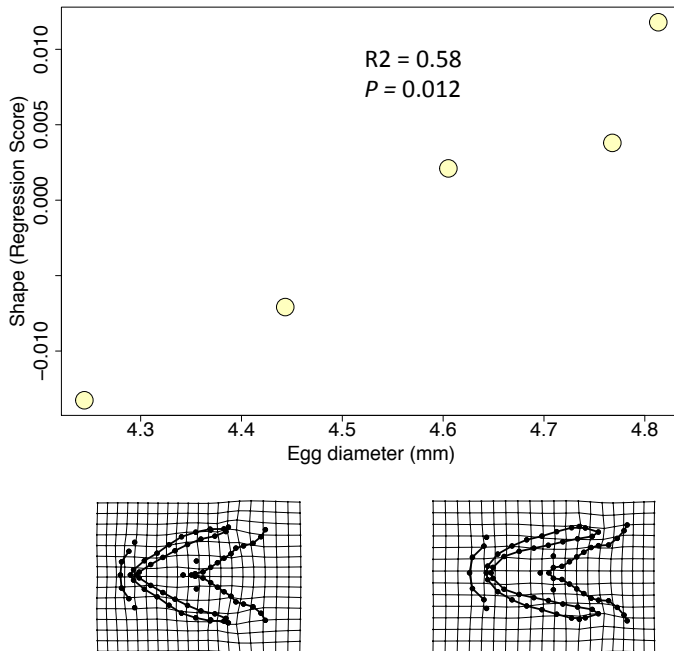 0.010
R2 = 0.58
P = 0.012
0.005
0.000
−0.010
Shape (Regression Score)
4.3 4.4 4.5 4.6 4.7 4.8
Egg diameter (mm)